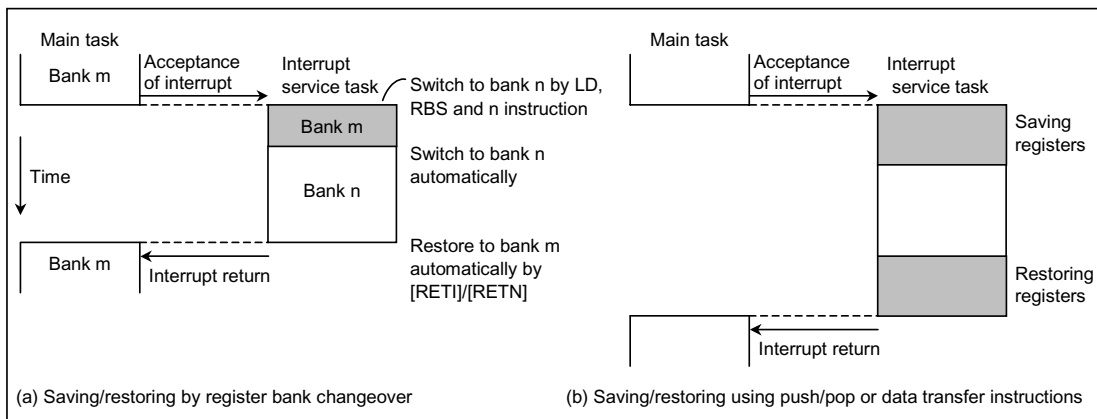 Main task
Bank m
Acceptance
of interrupt
Interrupt
service task
Switch to bank n by LD,
RBS and n instruction
Bank m
Switch to bank n
automatically
Time
Bank n
Restore to bank m
automatically by
[RETI]/[RETN]
Bank m
Interrupt return
(a) Saving/restoring by register bank changeover
Main task
Acceptance
of interrupt
Interrupt
service task
Saving
registers
Restoring
registers
Interrupt return
(b) Saving/restoring using push/pop or data transfer instructions